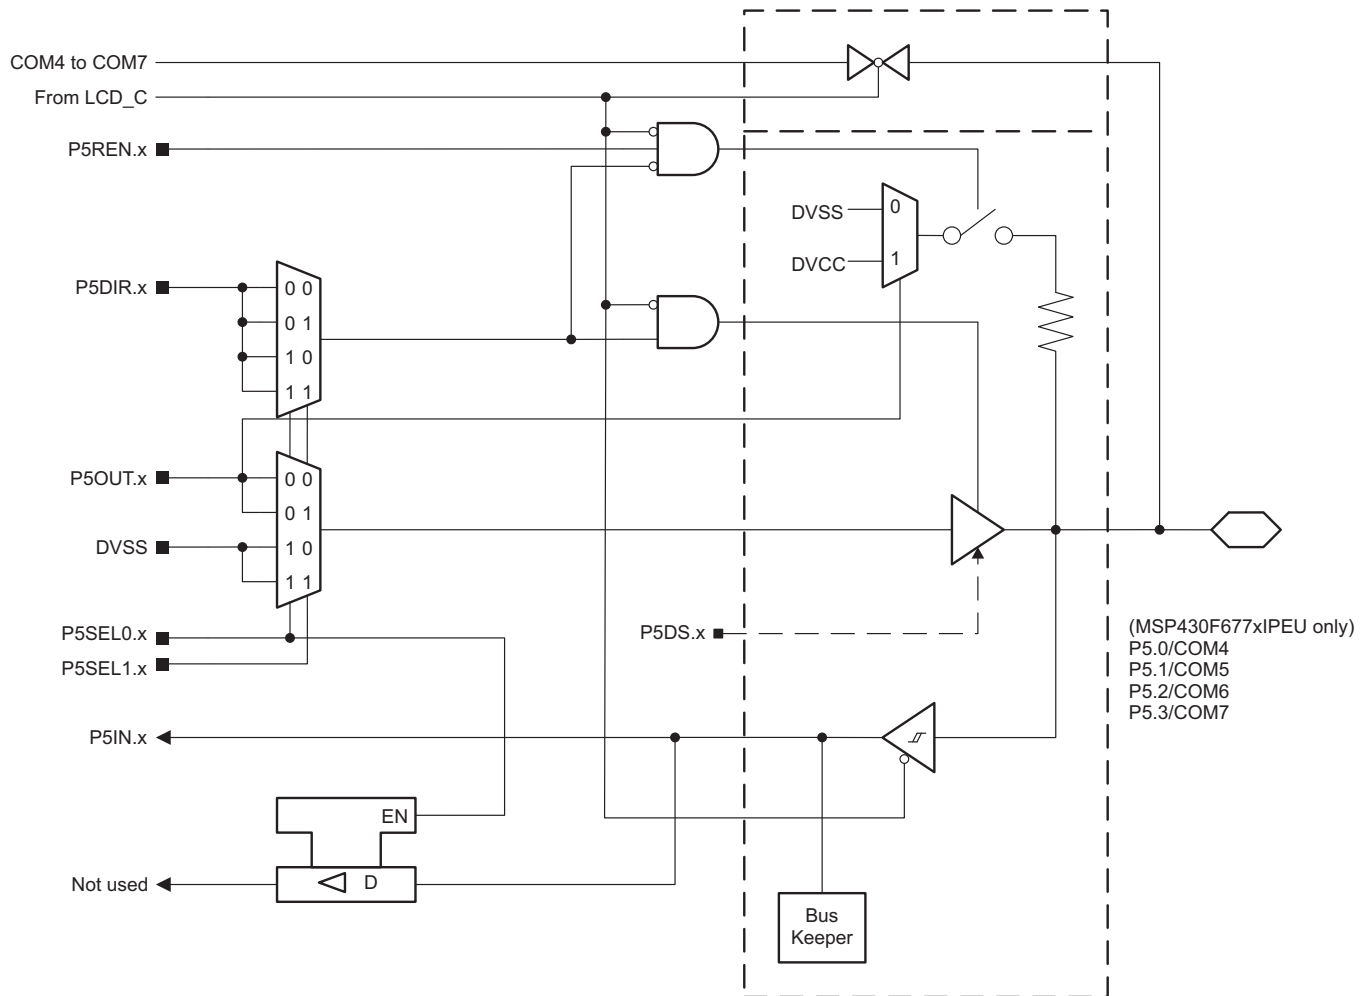 COM4 to COM7
From LCD_C
P5REN.x
DVSS
0
DVCC
1
P5DIR.x
0 0
0 1
1 0
1 1
P5OUT.x
0 0
0 1
DVSS
1 0
1 1
P5SEL0.x
P5SEL1.x
P5DS.x
(MSP430F677xIPEU only)
P5.0/COM4
P5.1/COM5
P5.2/COM6
P5.3/COM7
P5IN.x
EN
Not used
D
Bus
Keeper